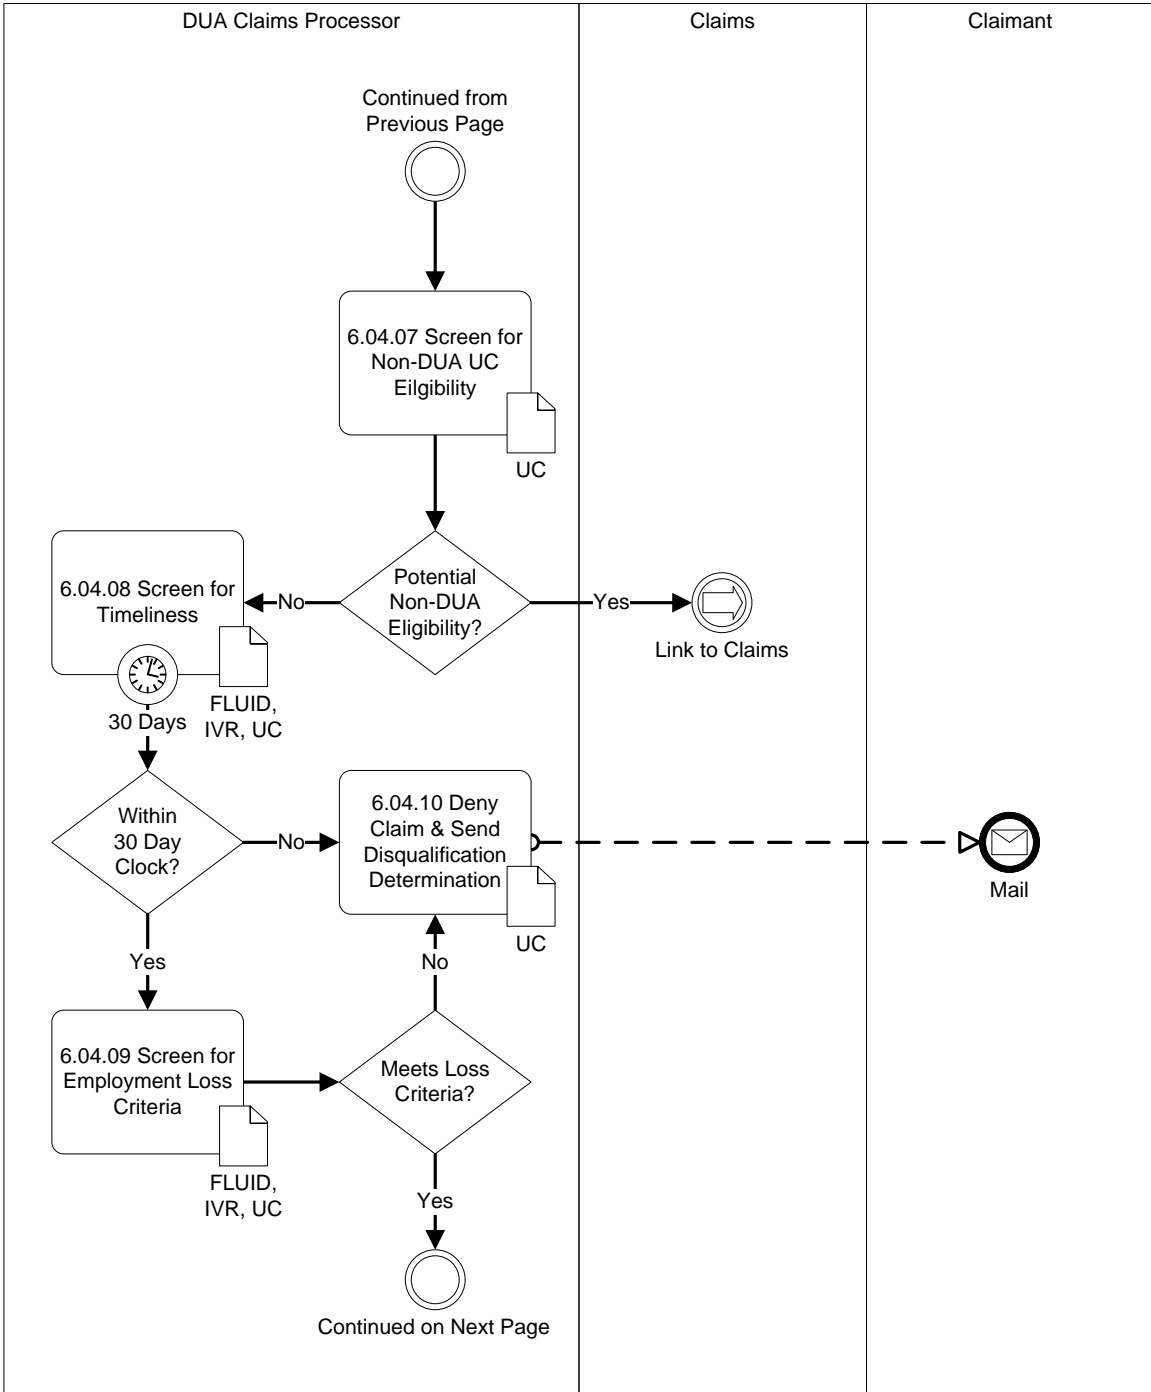 DUA Claims Processor
Claims
Claimant
Continued from
Previous Page
6.04.07 Screen for
Non-DUA UC
Eilgibility
UC
Potential
Non-DUA
Eligibility?
No
Yes
Link to Claims
6.04.08 Screen for
Timeliness
FLUID,
IVR, UC
30 Days
Within
30 Day
Clock?
No
6.04.10 Deny
Claim & Send
Disqualification
Determination
UC
Mail
Yes
No
6.04.09 Screen for
Employment Loss
Criteria
FLUID,
IVR, UC
Meets Loss
Criteria?
Yes
Continued on Next Page